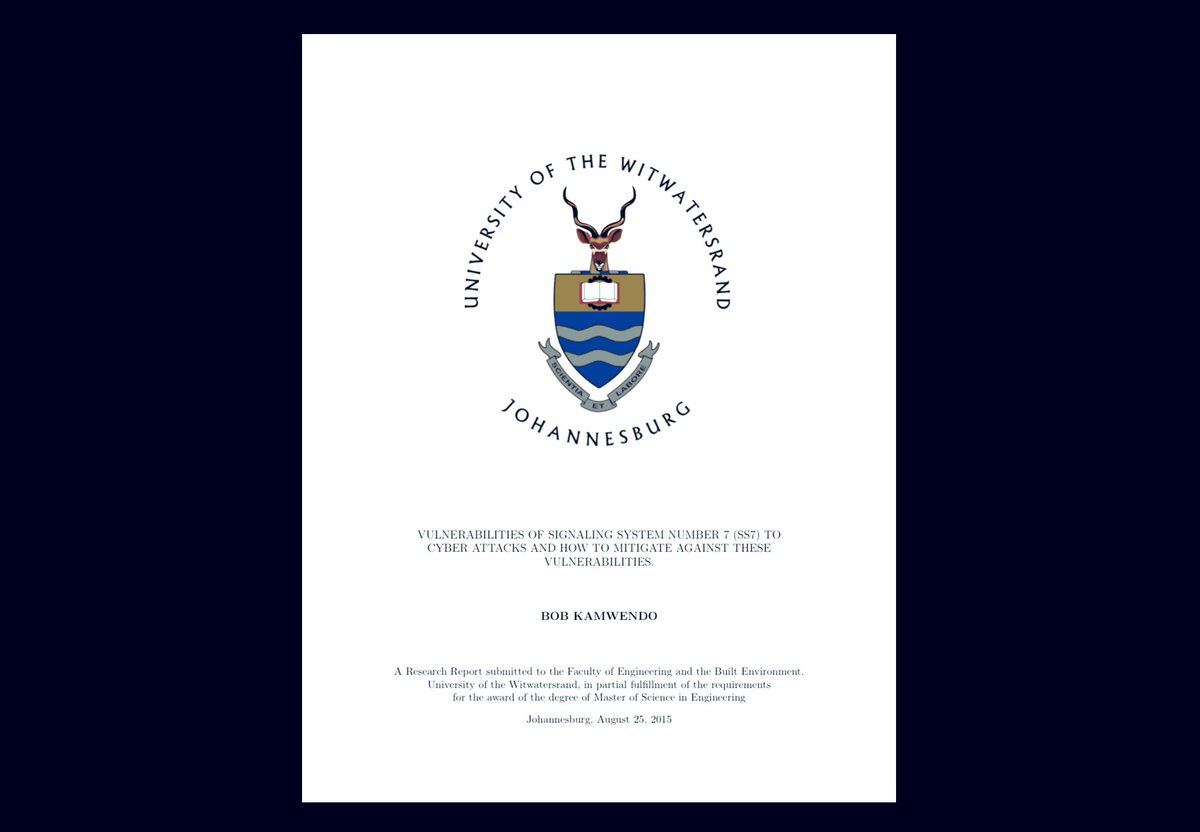 UNIVERSITY OF THE WITWATERSRAND
SCIENTIA ET LABORE
JOHANNESBURG
VULNERABILITIES OF SIGNALING SYSTEM NUMBER 7 (SS7) TO
CYBER ATTACKS AND HOW TO MITIGATE AGAINST THESE
VULNERABILITIES.
BOB KAMWENDO
A Research Report submitted to the Faculty of Engineering and the Built Environment,
University of the Witwatersrand, in partial fulfillment of the requirements
for the award of the degree of Master of Science in Engineering
Johannesburg, August 25, 2015